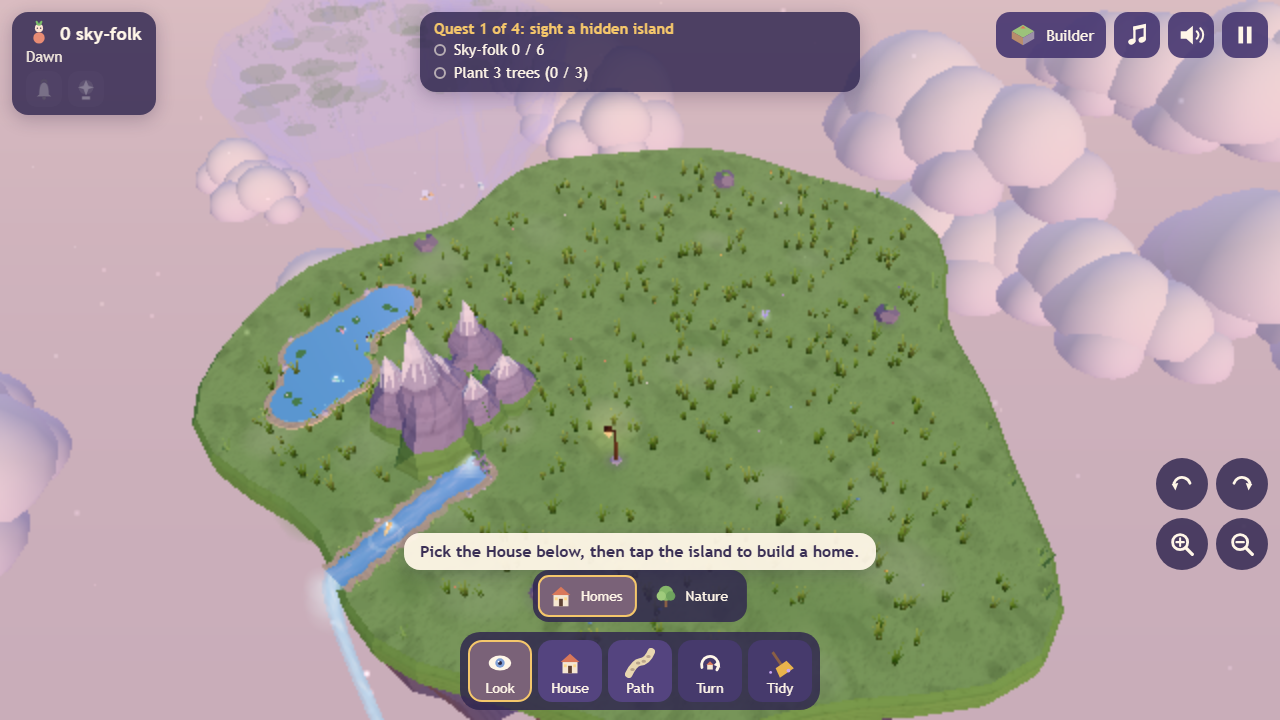 0 sky-folk
Dawn
Quest 1 of 4: sight a hidden island
Sky-folk 0 / 6
Plant 3 trees (0 / 3)
Builder
Pick the House below, then tap the island to build a home.
Homes
Nature
Look
House
Path
Turn
Tidy